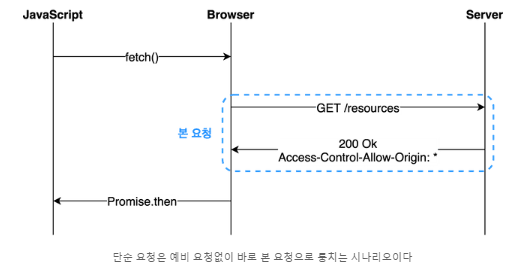 JavaScript Browser Server
fetch()
GET /resources
본 요청
200 Ok
Access-Control-Allow-Origin: *
Promise.then
단순 요청은 예비 요청없이 바로 본 요청으로 퉁치는 시나리오이다